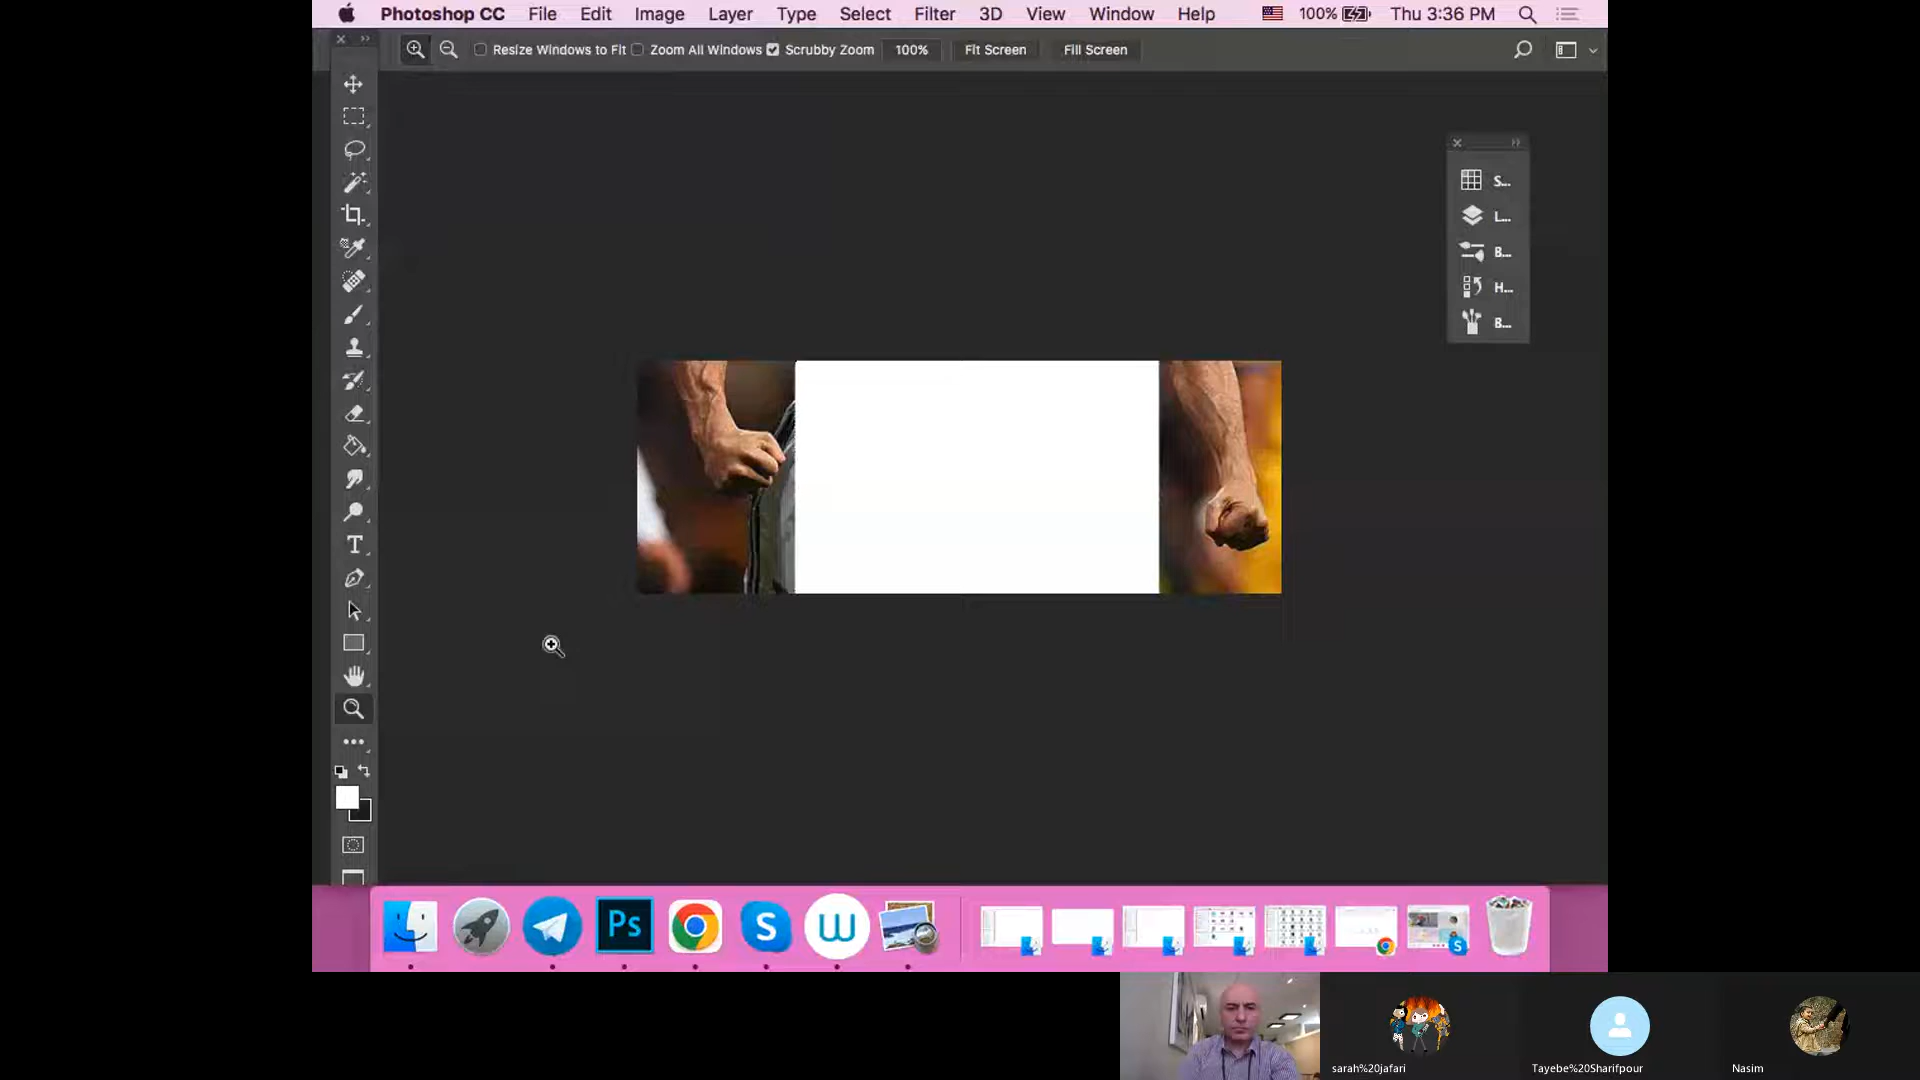 Photoshop CC File Edit Image Layer Type Select Filter 3D View Window Help 100% Thu 3:36 PM
Resize Windows to Fit Zoom All Windows Scrubby Zoom 100% Fit Screen Fill Screen
S...
L...
B...
H...
B...
T
Ps
S
W
S
sarah%20jafari
Tayebe%20Sharifpour
Nasim